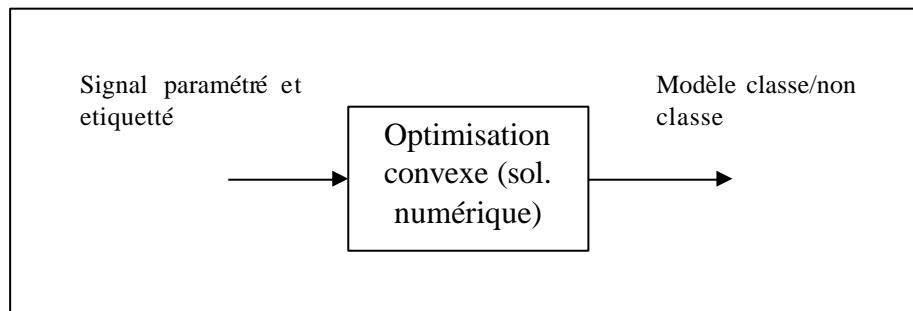 Signal paramétré et
etiquetté
Optimisation
convexe (sol.
numérique)
Modèle classe/non
classe